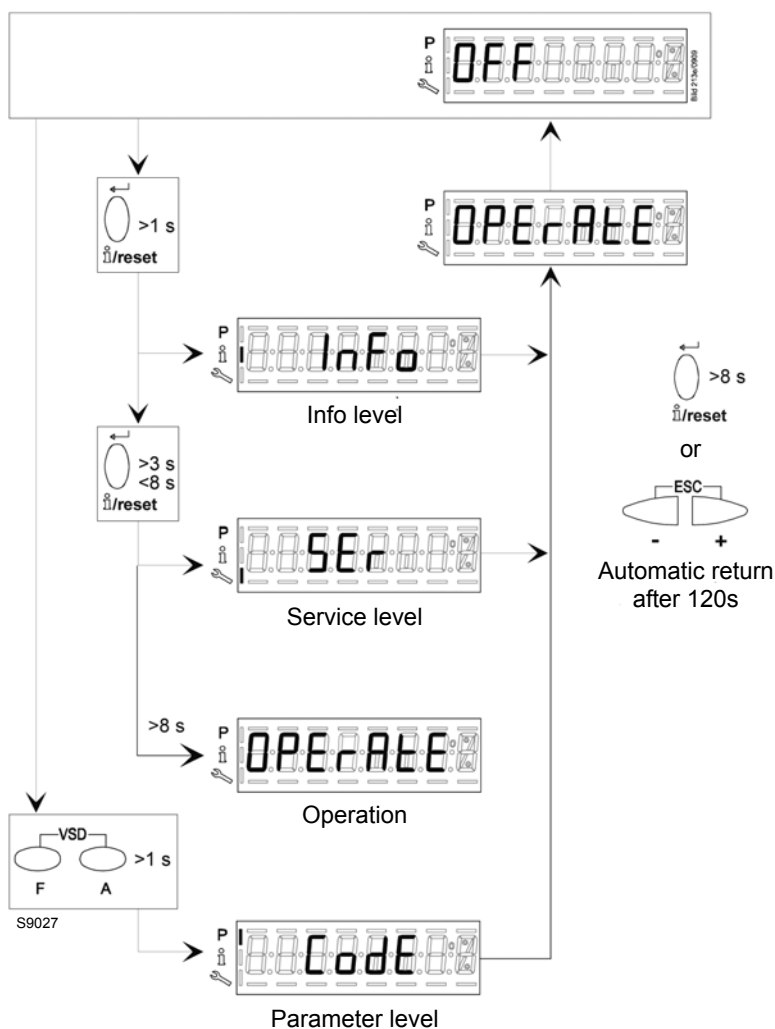 P
OFF
Bild 213e/0909
P
OPErAtE
>1 s
i/reset
P
i
InFo
Info level
>8 s
i/reset
or
ESC
- +
Automatic return
after 120s
>3 s
<8 s
i/reset
P
i
SEr
Service level
>8 s
P
i
OPErAtE
Operation
VSD
>1 s
F A
S9027
P
i
CodE
Parameter level